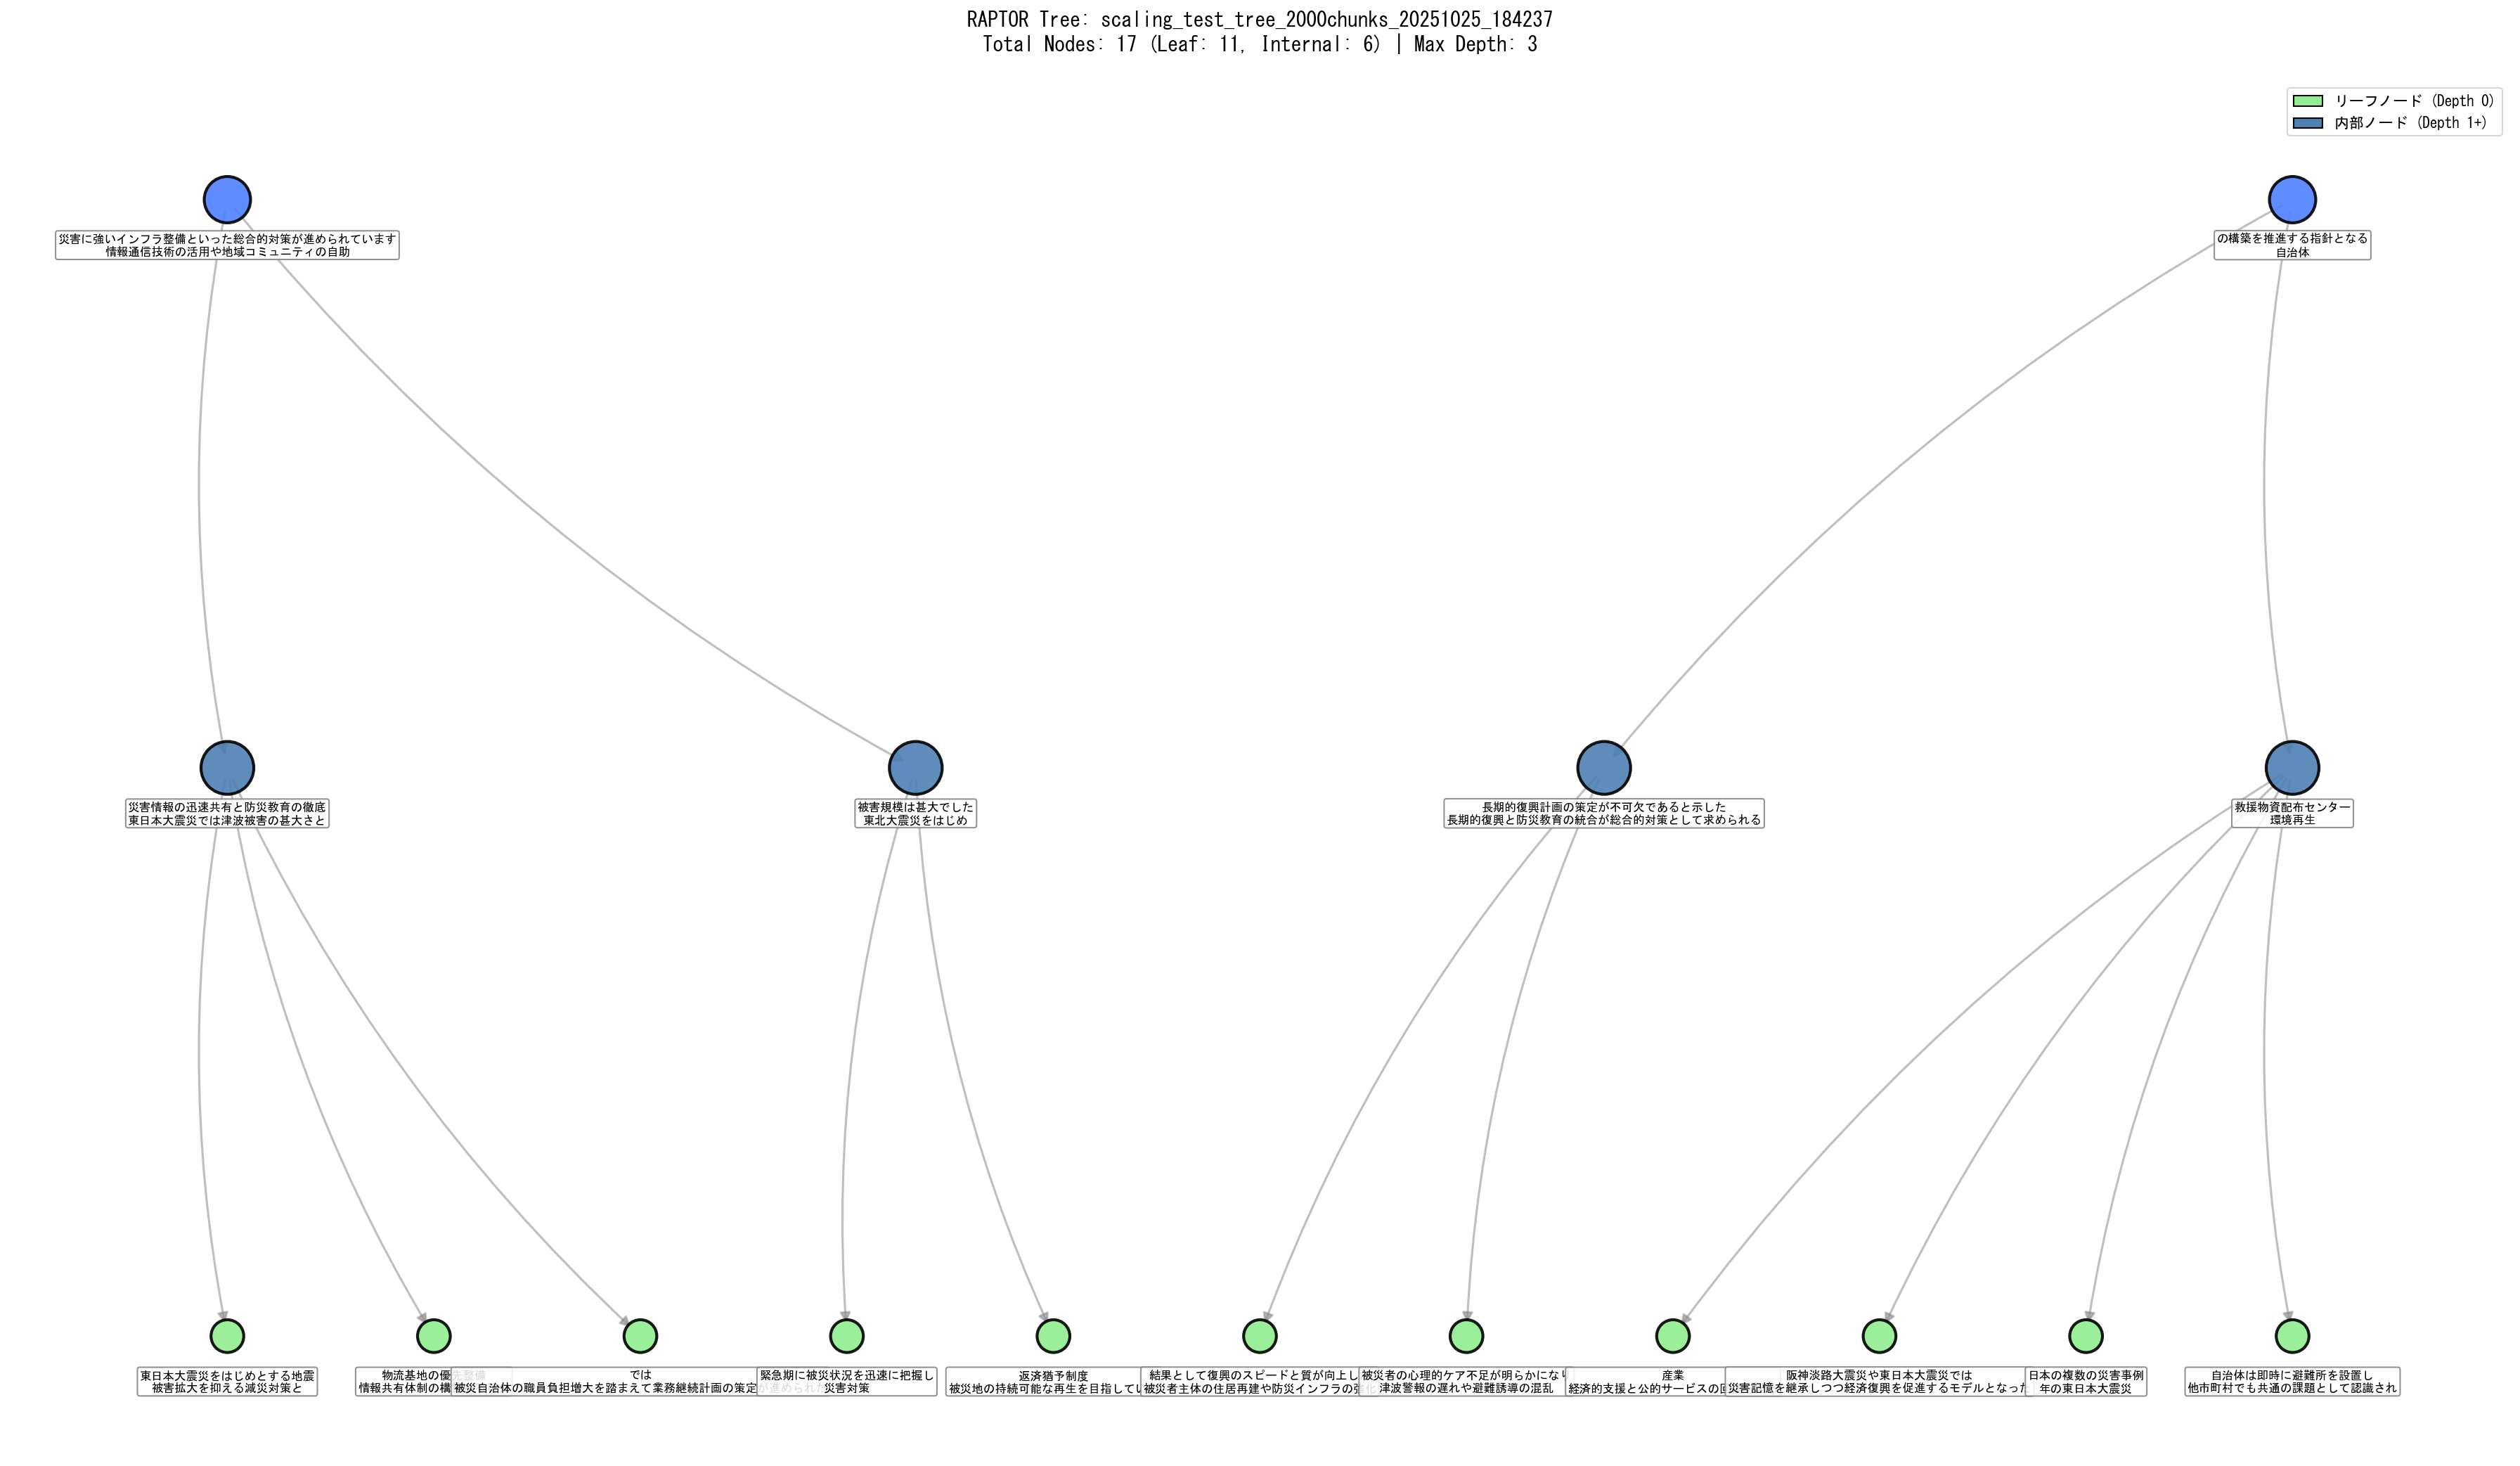 RAPTOR Tree: scaling_test_tree_2000chunks_20251025_184237
Total Nodes: 17 (Leaf: 11, Internal: 6) | Max Depth: 3
リーフノード (Depth 0)
内部ノード (Depth 1+)
災害に強いインフラ整備といった総合的対策が進められています
情報通信技術の活用や地域コミュニティの自助
の構築を推進する指針となる
自治体
災害情報の迅速共有と防災教育の徹底
東日本大震災では津波被害の甚大さと
被害規模は甚大でした
東北大震災をはじめ
長期的復興計画の策定が不可欠であると示した
長期的復興と防災教育の統合が総合的対策として求められる
救援物資配布センター
環境再生
東日本大震災をはじめとする地震
被害拡大を抑える減災対策と
物流基地の優先整備
情報共有体制の構
では
被災自治体の職員負担増大を踏まえて業務継続計画の策定が進められた
緊急期に被災状況を迅速に把握し
災害対策
返済猶予制度
被災地の持続可能な再生を目指してい
結果として復興のスピードと質が向上し
被災者主体の住居再建や防災インフラの強化
被災者の心理的ケア不足が明らかになり
津波警報の遅れや避難誘導の混乱
産業
経済的支援と公的サービスの
阪神淡路大震災や東日本大震災では
災害記憶を継承しつつ経済復興を促進するモデルとなった
日本の複数の災害事例
年の東日本大震災
自治体は即時に避難所を設置し
他市町村でも共通の課題として認識され